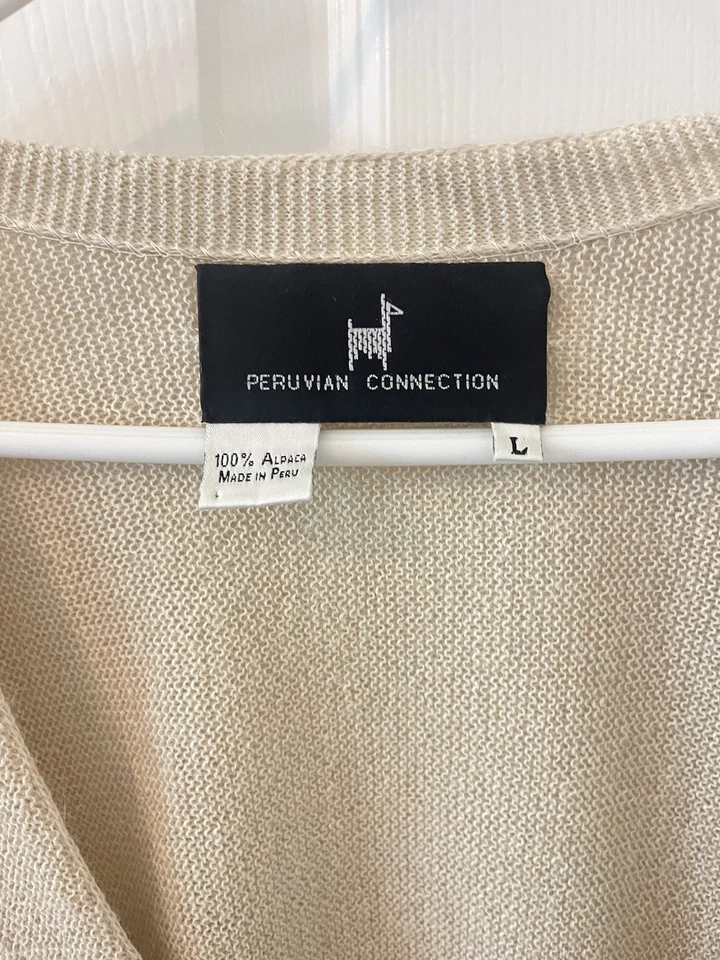 PERUVIAN CONNECTION
100% ALPACA
MADE IN PERU
L